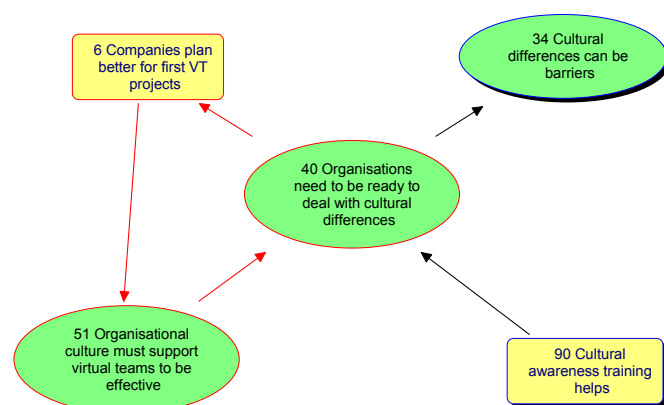 6 Companies plan
better for first VT
projects
34 Cultural
differences can be
barriers
40 Organisations
need to be ready to
deal with cultural
differences
51 Organisational
culture must support
virtual teams to be
effective
90 Cultural
awareness training
helps